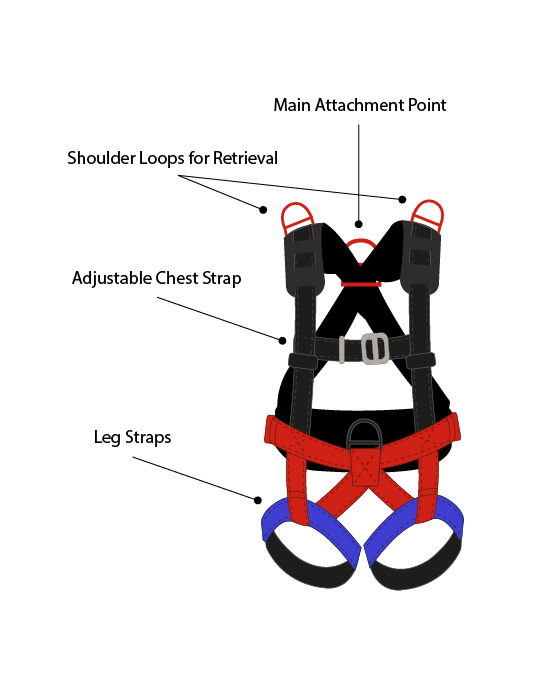 Main Attachment Point
Shoulder Loops for Retrieval
Adjustable Chest Strap
Leg Straps